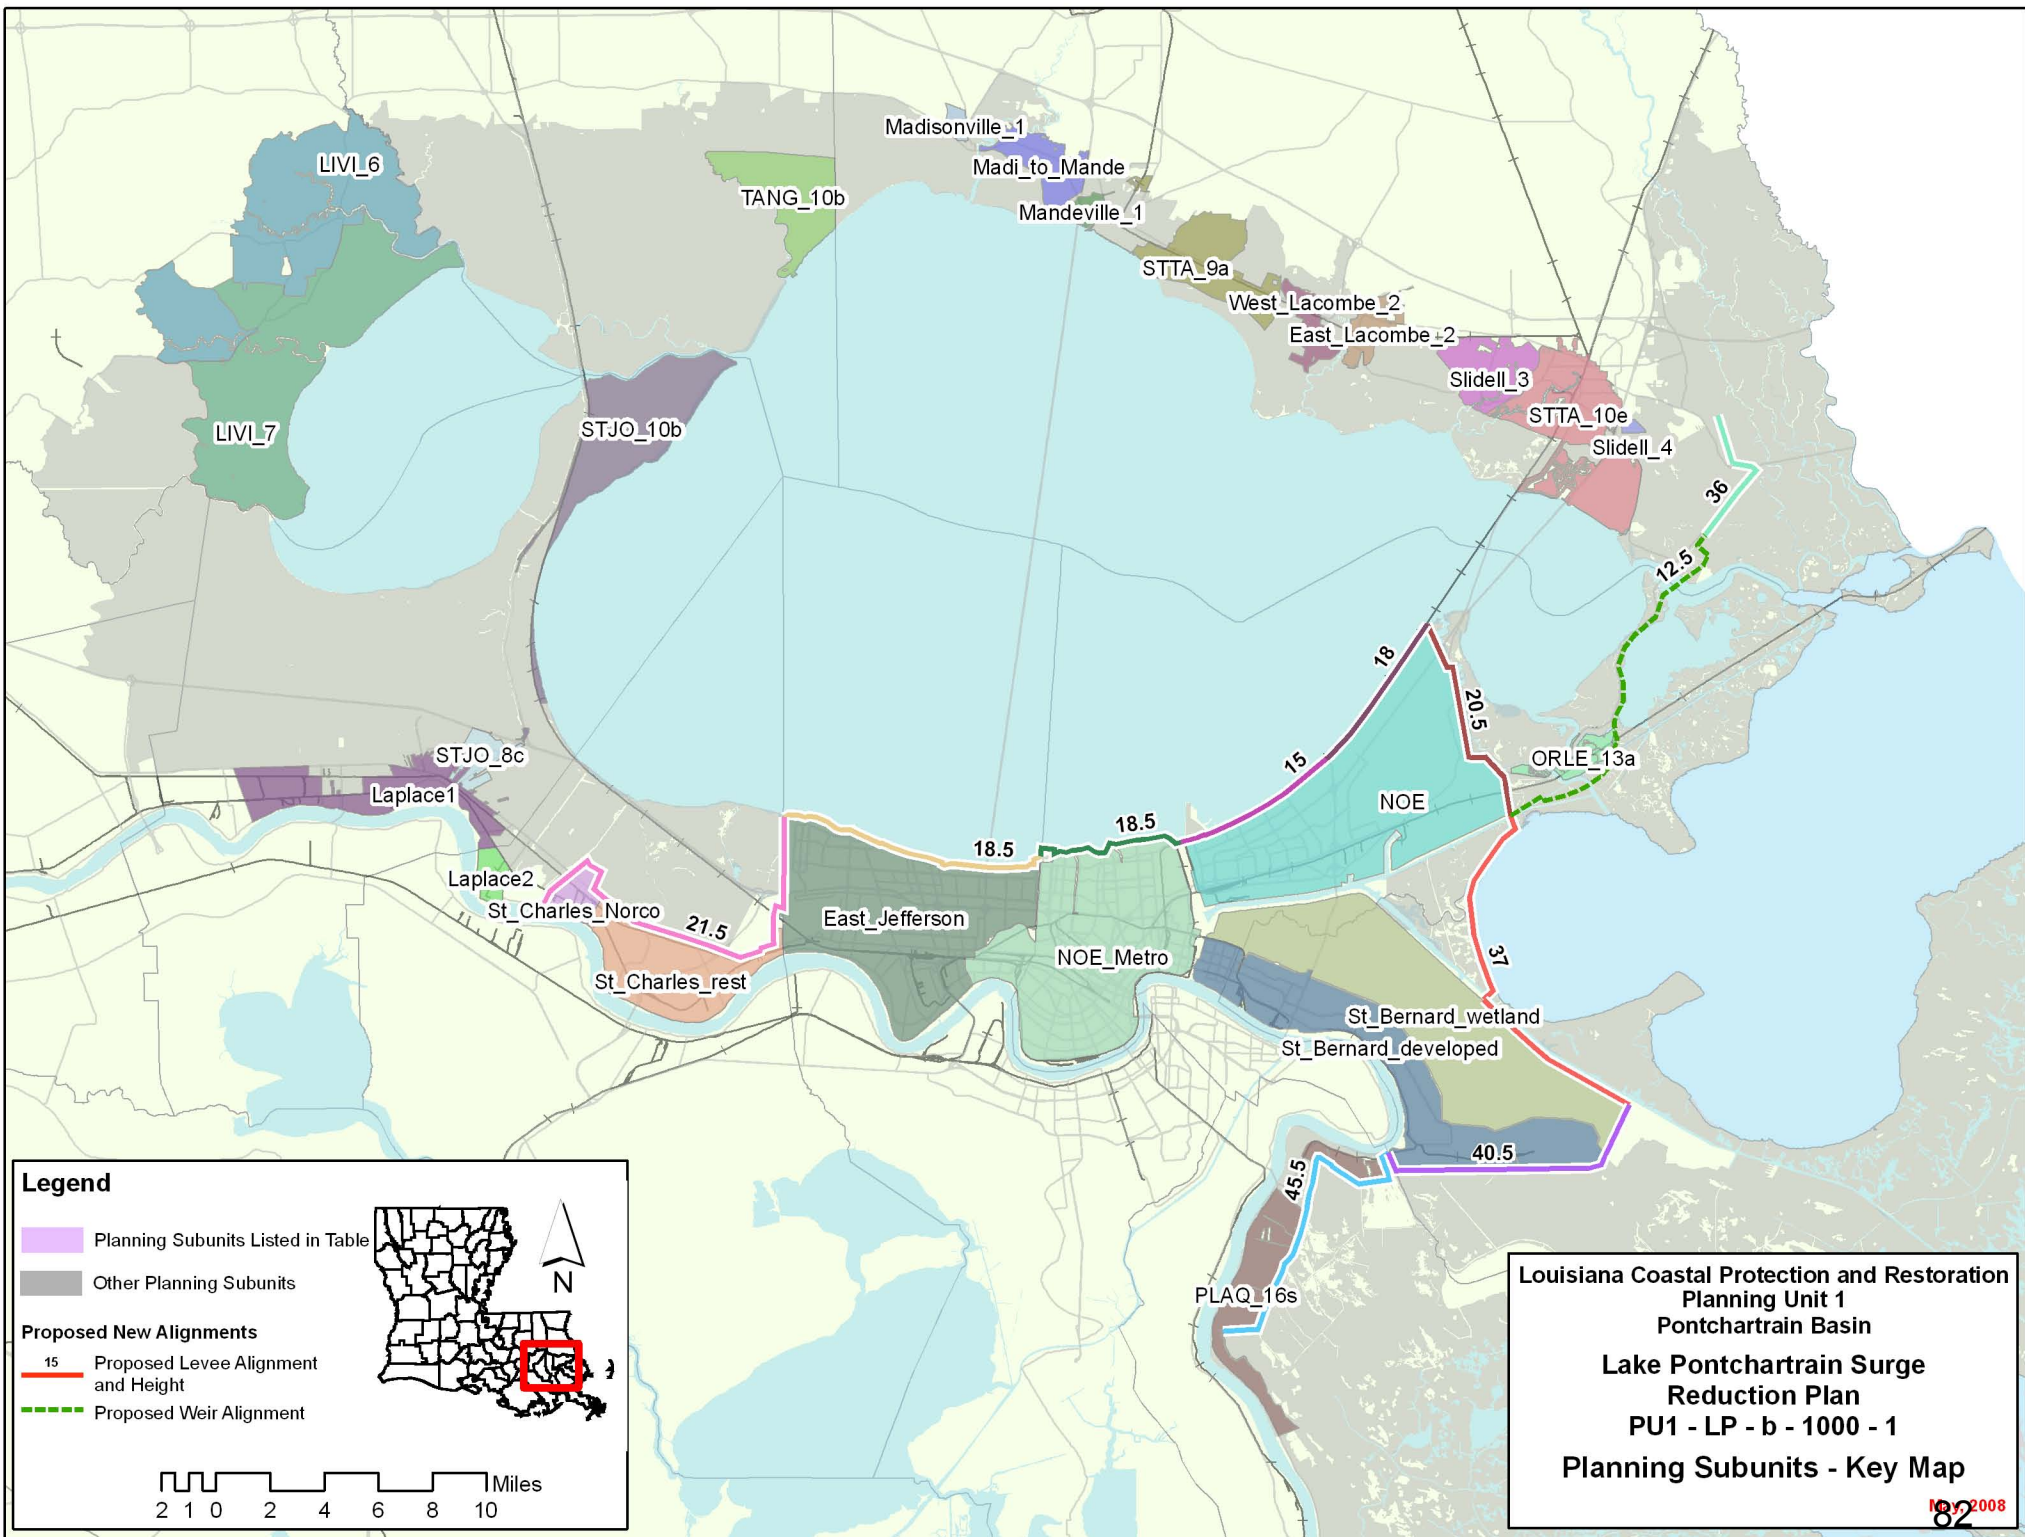 Madisonville_1
LIVI_6
Madi_to_Mande
TANG_10b
Mandeville_1
STTA_9a
West_Lacombe_2
East_Lacombe_2
Slidell_3
STTA_10e
LIVI_7
STJO_10b
Slidell_4
36
12.5
18
20.5
STJO_8c
ORLE_13a
15
Laplace1
NOE
18.5
18.5
Laplace2
St_Charles_Norco
East_Jefferson
21.5
NOE_Metro
37
St_Charles_rest
St_Bernard_wetland
St_Bernard_developed
40.5
45.5
PLAQ_16s
Legend
Planning Subunits Listed in Table
Other Planning Subunits
Proposed New Alignments
15 Proposed Levee Alignment
and Height
Proposed Weir Alignment
N
Miles
2 1 0 2 4 6 8 10
Louisiana Coastal Protection and Restoration
Planning Unit 1
Pontchartrain Basin
Lake Pontchartrain Surge
Reduction Plan
PU1 - LP - b - 1000 - 1
Planning Subunits - Key Map
May, 2008
82